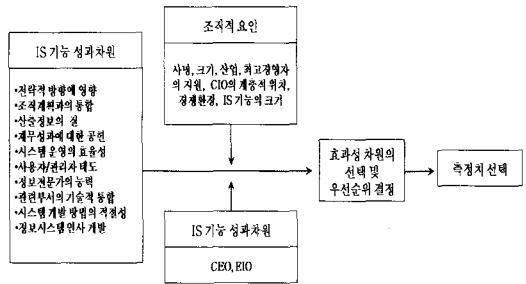 IS 기능 성과차원
•전략적 방향에 영향
•조직계획과의 통합
•산출정보의 질
•재무성과에 대한 공헌
•시스템 운영의 효율성
•사용자/관리자 태도
•정보전문가의 능력
•관련부서의 기술적 통합
•시스템 개발 방법의 적절성
•정보시스템 인사 개발
조직적 요인
사명, 크기, 산업, 최고경영자
의 지원, CIO의 계층적 위치,
경쟁환경, IS 기능의 크기
IS 기능 성과차원
CEO, EIO
효과성 차원의
선택 및
우선순위 결정
측정치 선택